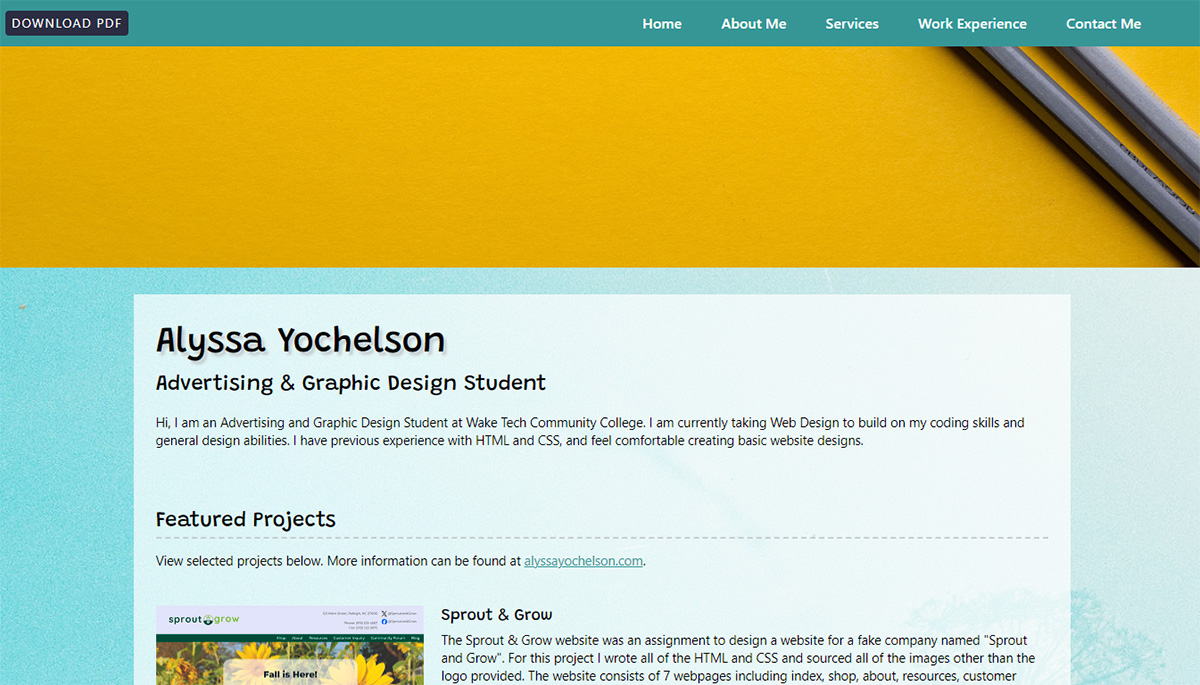 DOWNLOAD PDF
Home About Me Services Work Experience Contact Me
Alyssa Yochelson
Advertising & Graphic Design Student
Hi, I am an Advertising and Graphic Design Student at Wake Tech Community College. I am currently taking Web Design to build on my coding skills and
general design abilities. I have previous experience with HTML and CSS, and feel comfortable creating basic website designs.
Featured Projects
View selected projects below. More information can be found at alyssayochelson.com.
sprout grow
Shop About Resources Customer Inquiry Community Forum Blog
Fall is Here!
Sprout & Grow
The Sprout & Grow website was an assignment to design a website for a fake company named "Sprout
and Grow". For this project I wrote all of the HTML and CSS and sourced all of the images other than the
logo provided. The website consists of 7 webpages including index, shop, about, resources, customer